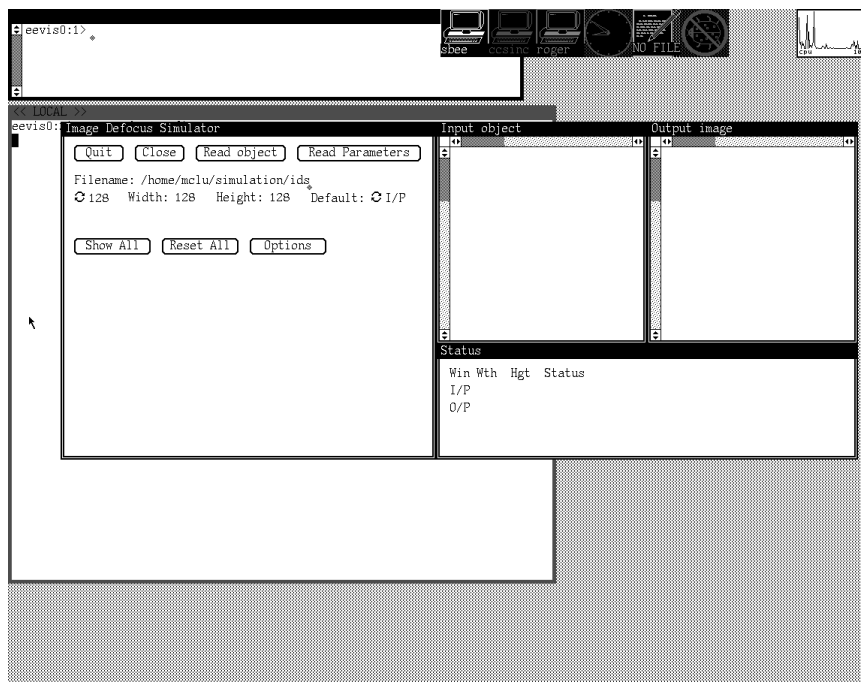 eevis0:1>
sbee ccsinc roger NO FILE
cpu 10
<< LOCAL >>
eevis0:
Image Defocus Simulator
Input object
Output image
Quit Close Read object Read Parameters
Filename: /home/mclu/simulation/ids
128 Width: 128 Height: 128 Default: I/P
Show All Reset All Options
Status
Win Wth Hgt Status
I/P
O/P